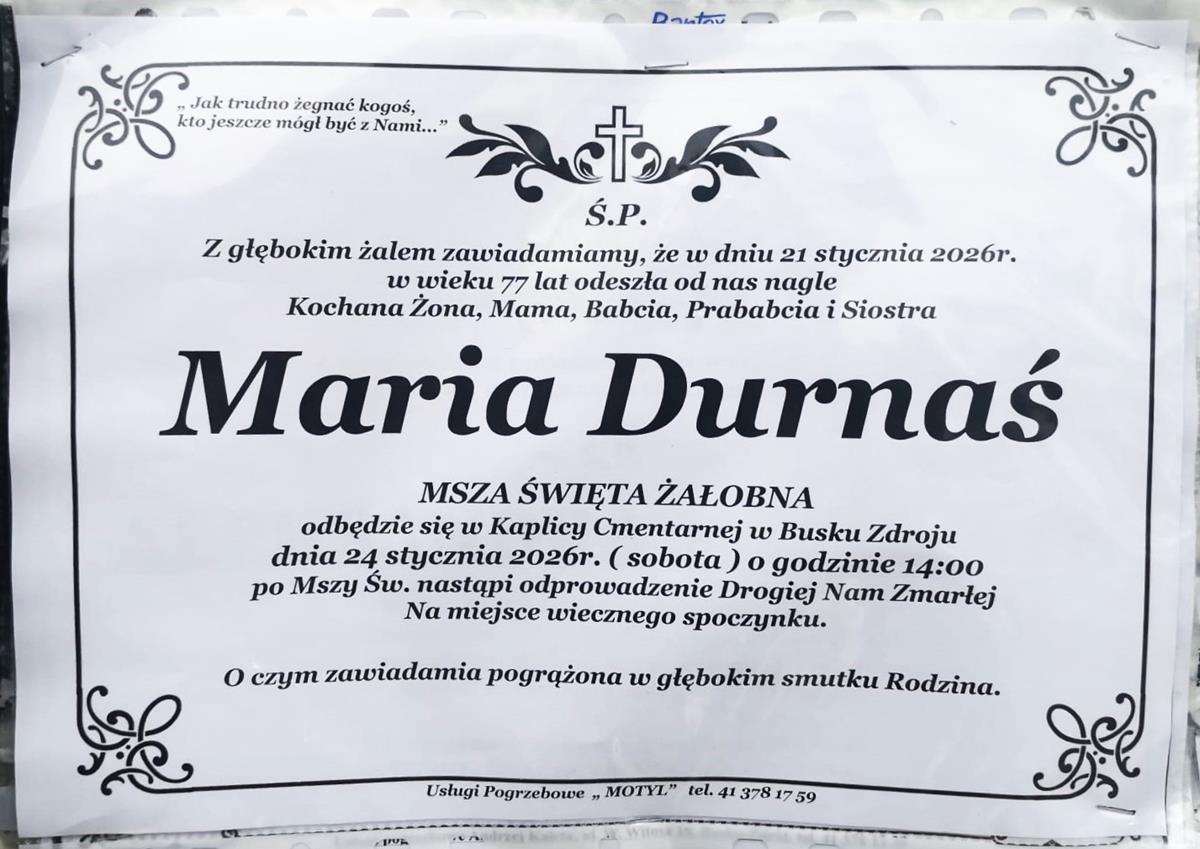 „ Jak trudno żegnać kogoś,
kto jeszcze mógł być z Nami...”
Ś.P.
Z głębokim żalem zawiadamiamy, że w dniu 21 stycznia 2026r.
w wieku 77 lat odeszła od nas nagle
Kochana Żona, Mama, Babcia, Prababcia i Siostra
Maria Durnaś
MSZA ŚWIĘTA ŻAŁOBNA
odbędzie się w Kaplicy Cmentarnej w Busku Zdroju
dnia 24 stycznia 2026r. ( sobota ) o godzinie 14:00
po Mszy Św. nastąpi odprowadzenie Drogiej Nam Zmarłej
Na miejsce wiecznego spoczynku.
O czym zawiadamia pogrążona w głębokim smutku Rodzina.
Usługi Pogrzebowe „ MOTYL” tel. 41 378 17 59